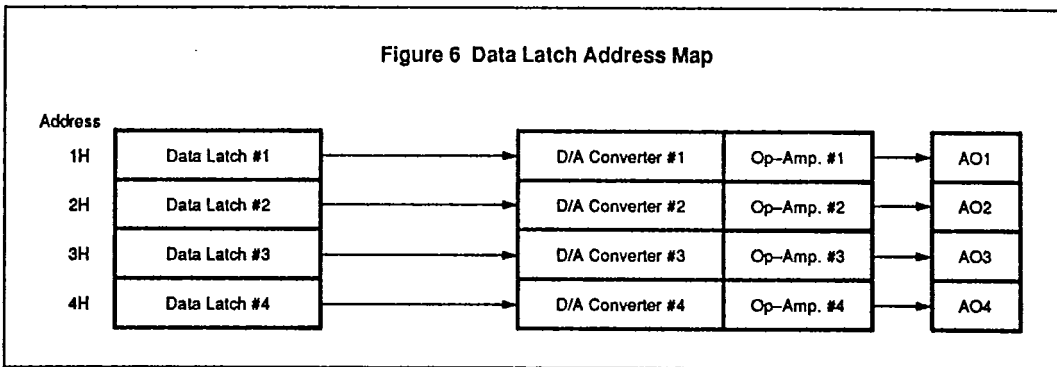 Figure 6 Data Latch Address Map
Address
1H Data Latch #1 D/A Converter #1 Op-Amp. #1 AO1
2H Data Latch #2 D/A Converter #2 Op-Amp. #2 AO2
3H Data Latch #3 D/A Converter #3 Op-Amp. #3 AO3
4H Data Latch #4 D/A Converter #4 Op-Amp. #4 AO4